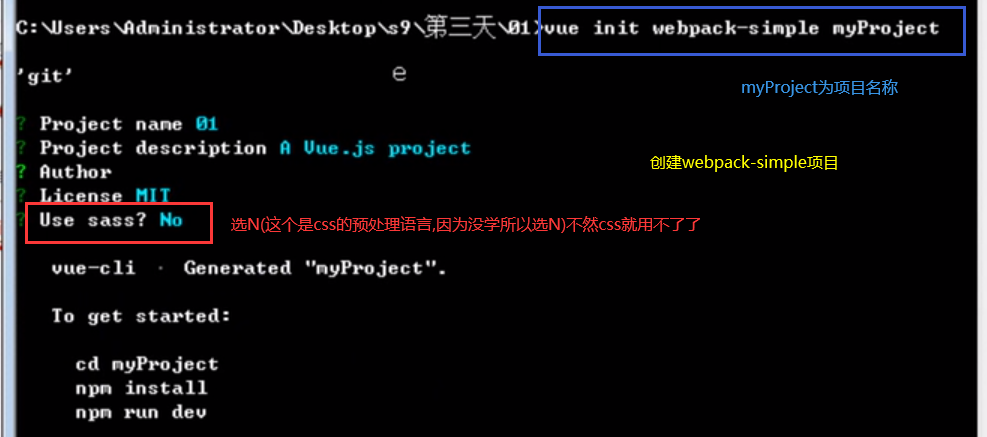 C:\Users\Administrator\Desktop\s9\第三天\01>vue init webpack-simple myProject
'git'
e
myProject为项目名称
? Project name 01
? Project description A Vue.js project
创建webpack-simple项目
? Author
? License MIT
? Use sass? No
选N(这个是css的预处理语言,因为没学所以选N)不然css就用不了了
vue-cli · Generated "myProject".
To get started:
cd myProject
npm install
npm run dev